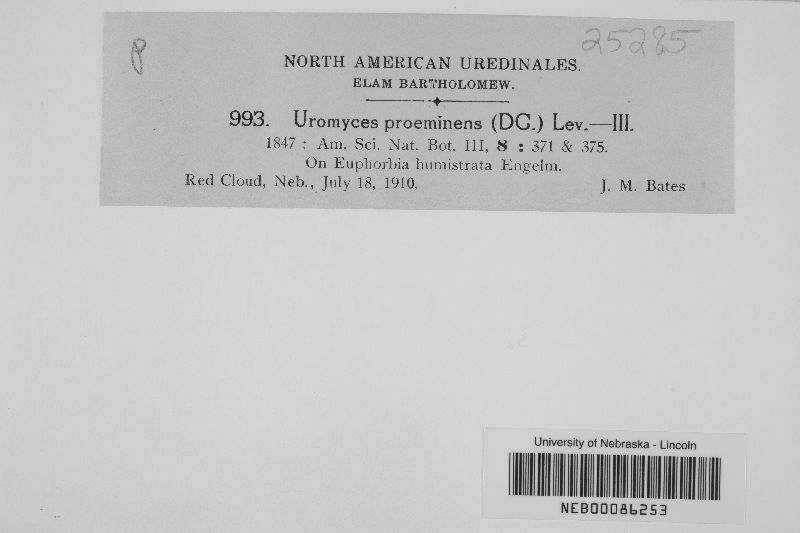 P
25285
NORTH AMERICAN UREDINALES.
ELAM BARTHOLOMEW.
993. Uromyces proeminens (DC.) Lev.—III.
1847 : Am. Sci. Nat. Bot. III, 8 : 371 & 375.
On Euphorbia humistrata Engelm.
Red Cloud, Neb., July 18, 1910. J. M. Bates
University of Nebraska - Lincoln
NEB00086253